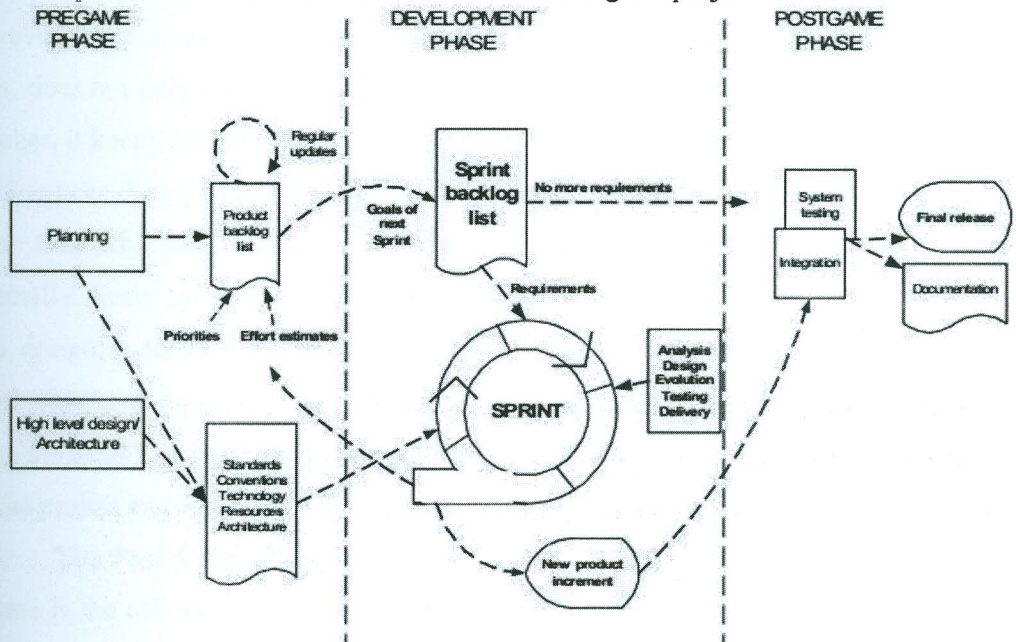 PREGAME
PHASE
DEVELOPMENT
PHASE
POSTGAME
PHASE
Regular
updates
Planning
Product
backlog
list
Goals of
next
Sprint
Sprint
backlog
list
No more requirements
System
testing
Integration
Final release
Documentation
Priorities
Effort estimates
Requirements
High level design/
Architecture
Standards
Conventions
Technology
Resources
Architecture
SPRINT
Analysis
Design
Evolution
Testing
Delivery
New product
increment